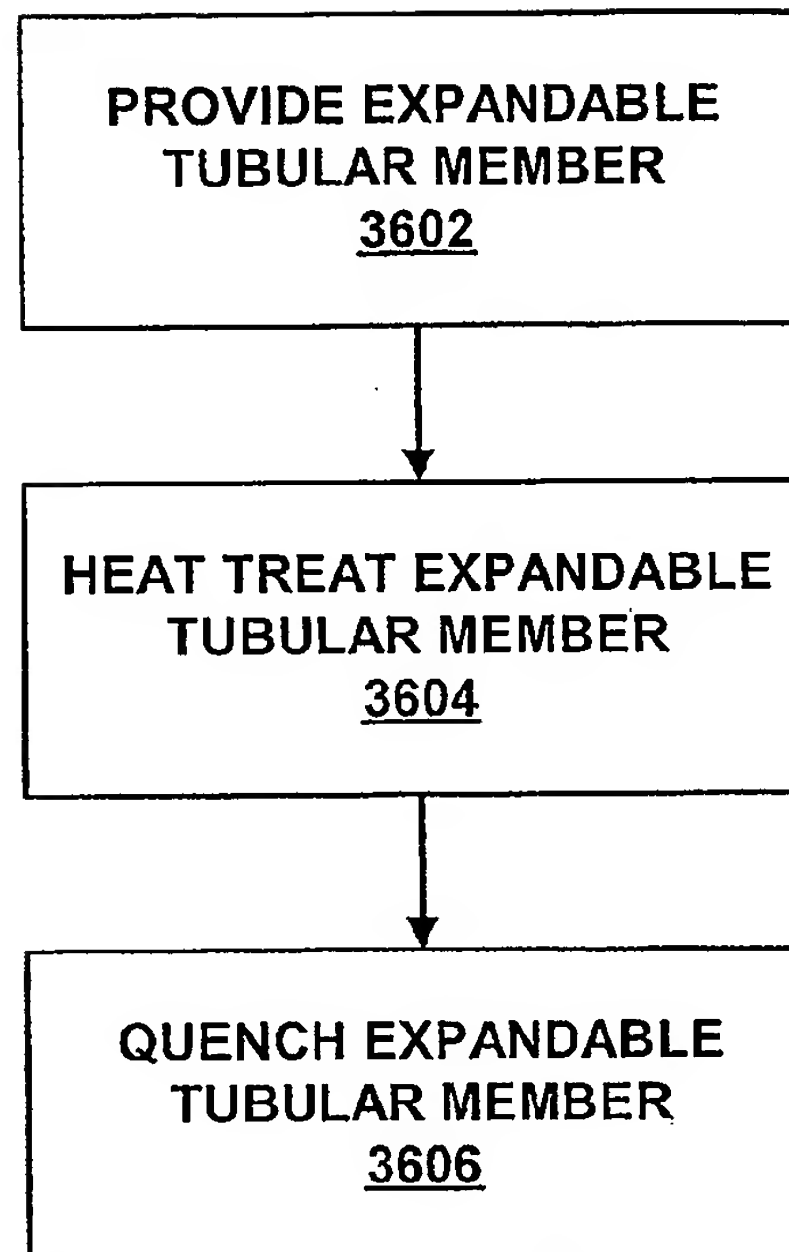 PROVIDE EXPANDABLE
TUBULAR MEMBER
3602
HEAT TREAT EXPANDABLE
TUBULAR MEMBER
3604
QUENCH EXPANDABLE
TUBULAR MEMBER
3606